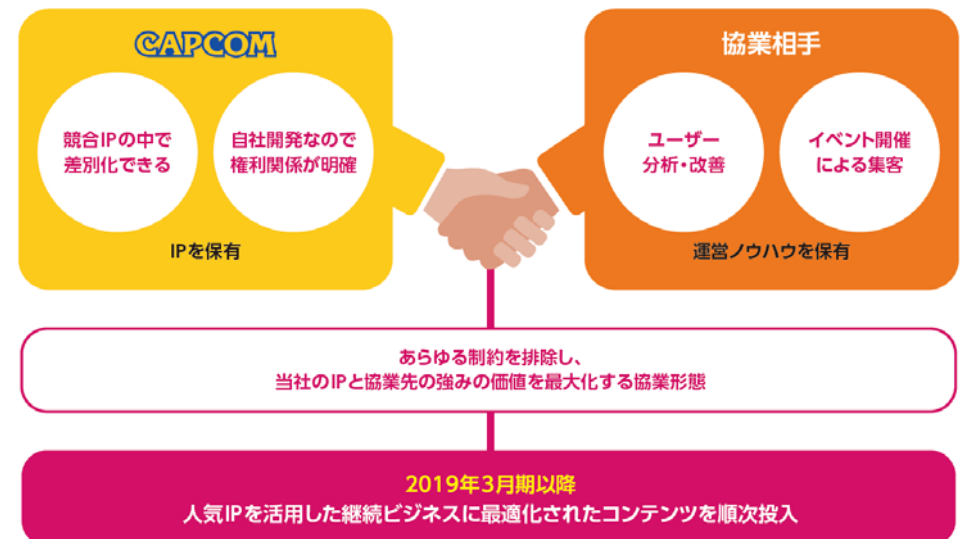 CAPCOM
競合IPの中で
差別化できる
自社開発なので
権利関係が明確
IPを保有
協業相手
ユーザー
分析・改善
イベント開催
による集客
運営ノウハウを保有
あらゆる制約を排除し、
当社のIPと協業先の強みの価値を最大化する協業形態
2019年3月期以降
人気IPを活用した継続ビジネスに最適化されたコンテンツを順次投入